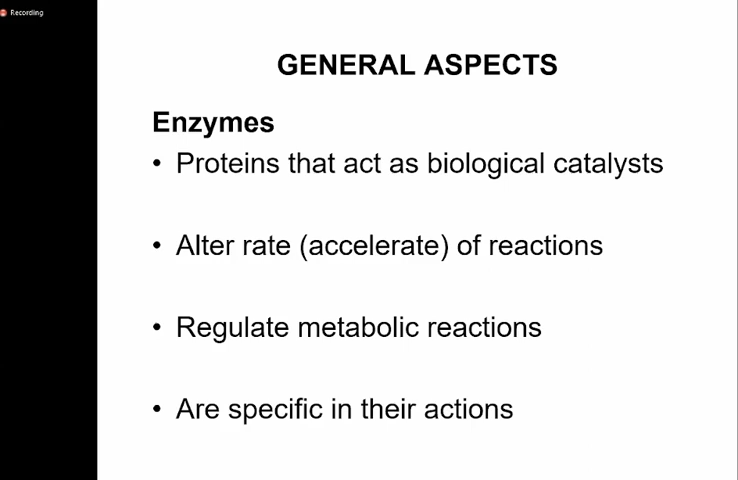 Recording
GENERAL ASPECTS
Enzymes
• Proteins that act as biological catalysts
• Alter rate (accelerate) of reactions
• Regulate metabolic reactions
• Are specific in their actions